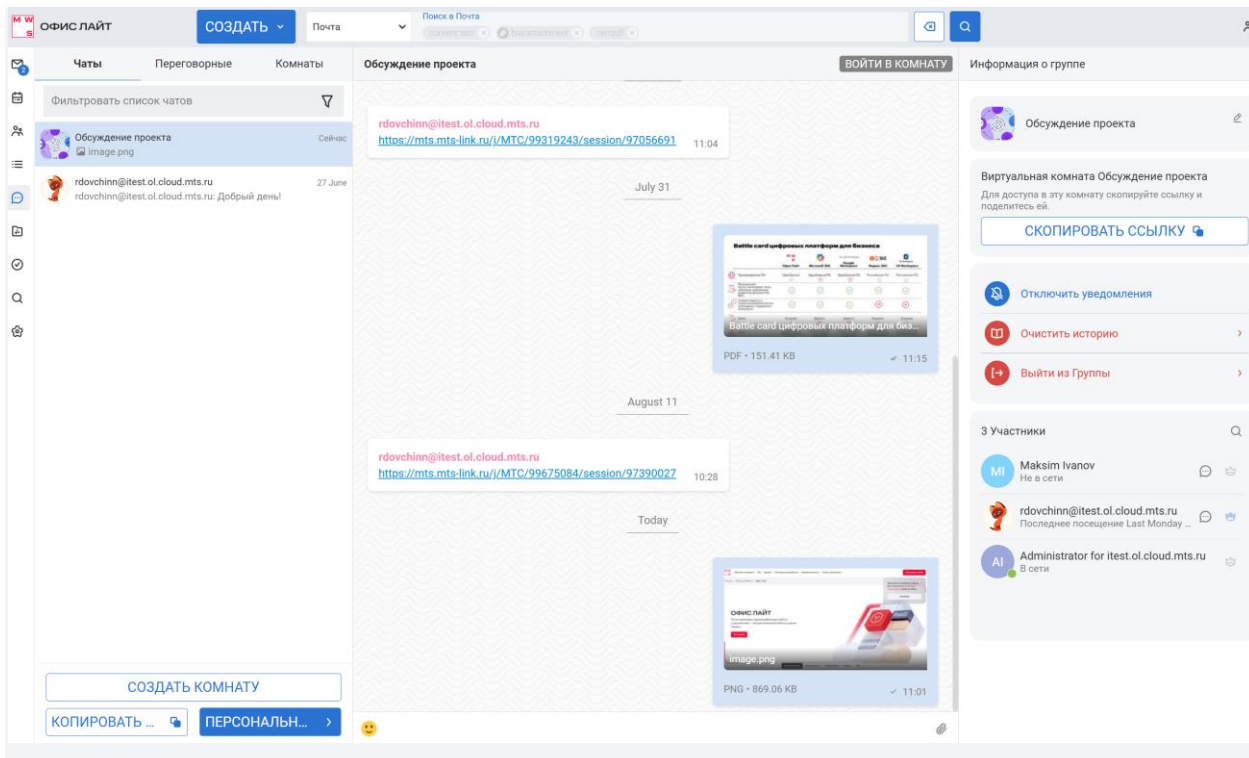 M W S
ОФИС ЛАЙТ
СОЗДАТЬ
Почта
Поиск в Почта
2
Чаты
Переговорные
Комнаты
Фильтровать список чатов
Обсуждение проекта
Сейчас
image.png
rdovchinn@itest.ol.cloud.mts.ru
27 June
rdovchinn@itest.ol.cloud.mts.ru: Добрый день!
СОЗДАТЬ КОМНАТУ
КОПИРОВАТЬ ...
ПЕРСОНАЛЬН...
Обсуждение проекта
ВОЙТИ В КОМНАТУ
rdovchinn@itest.ol.cloud.mts.ru
https://mts.mts-link.ru/j/MTC/99319243/session/97056691
11:04
July 31
Battle card цифровых платформ для бизнеса
Battle card цифровых платформ для биз...
PDF • 151.41 KB
11:15
August 11
rdovchinn@itest.ol.cloud.mts.ru
https://mts.mts-link.ru/j/MTC/99675084/session/97390027
10:28
Today
ОФИС ЛАЙТ
image.png
PNG • 869.06 KB
11:01
Информация о группе
Обсуждение проекта
Виртуальная комната Обсуждение проекта
Для доступа в эту комнату скопируйте ссылку и
поделитесь ей.
СКОПИРОВАТЬ ССЫЛКУ
Отключить уведомления
Очистить историю
Выйти из Группы
3 Участники
MI
Maksim Ivanov
Не в сети
rdovchinn@itest.ol.cloud.mts.ru
Последнее посещение Last Monday ...
AI
Administrator for itest.ol.cloud.mts.ru
В сети